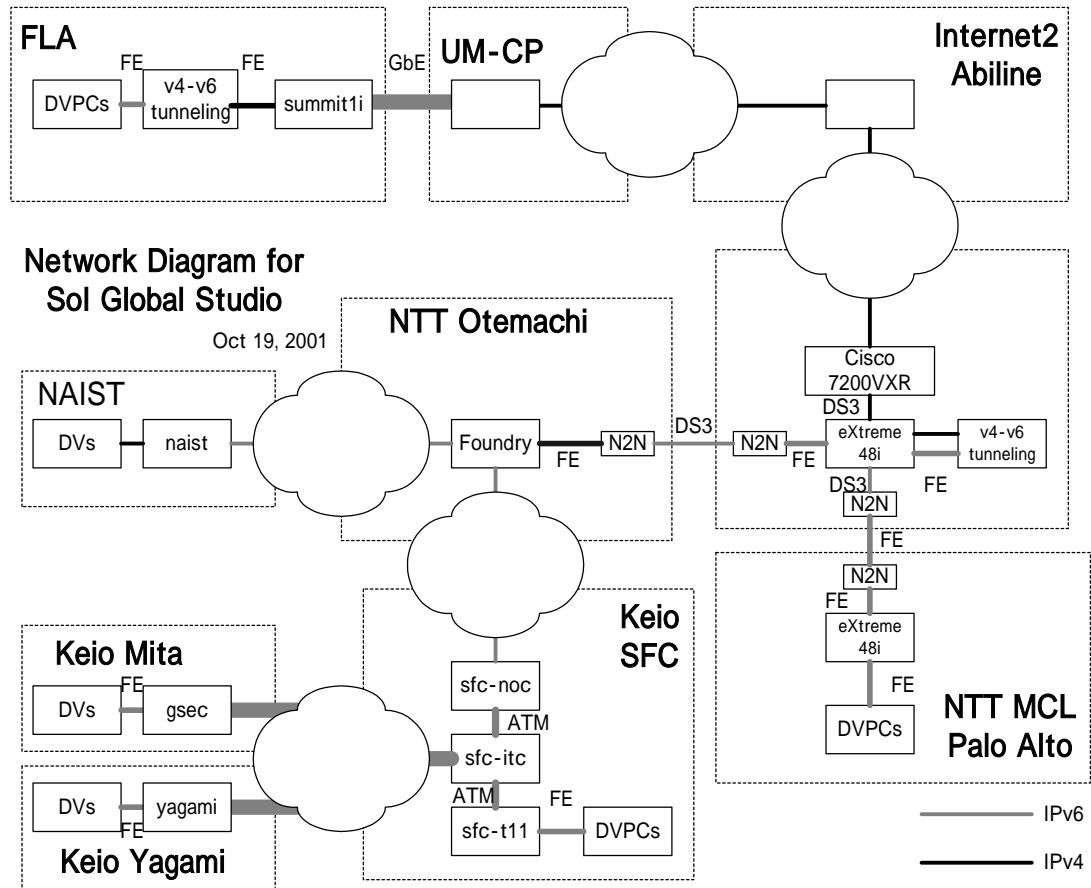 FLA
FE
FE
GbE
DVPCs
v4-v6
tunneling
summit1i
UM-CP
Internet2
Abiline
Network Diagram for
Sol Global Studio
Oct 19, 2001
NTT Otemachi
NAIST
DVs
naist
Foundry
FE
N2N
DS3
N2N
FE
Cisco
7200VXR
DS3
eXtreme
48i
v4-v6
tunneling
FE
DS3
N2N
FE
N2N
FE
eXtreme
48i
FE
DVPCs
NTT MCL
Palo Alto
Keio
SFC
sfc-noc
ATM
sfc-itc
ATM
sfc-t11
FE
DVPCs
Keio Mita
FE
DVs
gsec
DVs
yagami
FE
Keio Yagami
IPv6
IPv4